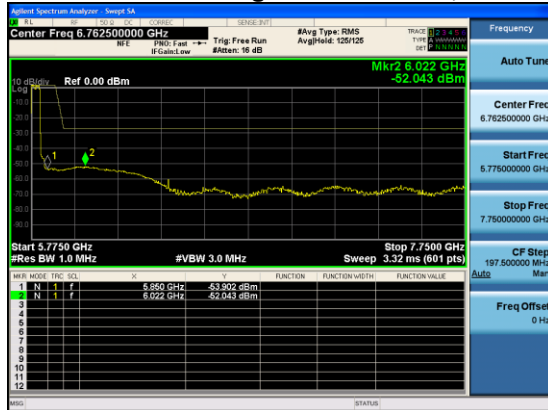 Agilent Spectrum Analyzer - Swept SA
RL RF 50 Ω DC CORREC SENSE:INT
Center Freq 6.762500000 GHz
NFE PNO: Fast Trig: Free Run
IFGain:Low #Atten: 16 dB
#Avg Type: RMS
Avg|Hold: 125/125
TRACE 1 2 3 4 5 6
TYPE A
DET P N N N N N
Frequency
Mkr2 6.022 GHz
-52.043 dBm
10 dB/div Ref 0.00 dBm
Log
-10.0
-20.0
-30.0
-40.0
-50.0
-60.0
-80.0
-90.0
1
2
Start 5.7750 GHz Stop 7.7500 GHz
#Res BW 1.0 MHz #VBW 3.0 MHz Sweep 3.32 ms (601 pts)
MKR MODE TRC SCL X Y FUNCTION FUNCTION WIDTH FUNCTION VALUE
1 N 1 f 5.850 GHz -53.902 dBm
2 N 1 f 6.022 GHz -52.043 dBm
3
4
5
6
7
8
9
10
11
12
MSG STATUS
Auto Tune
Center Freq
6.762500000 GHz
Start Freq
5.775000000 GHz
Stop Freq
7.750000000 GHz
CF Step
197.500000 MHz
Auto Man
Freq Offset
0 Hz